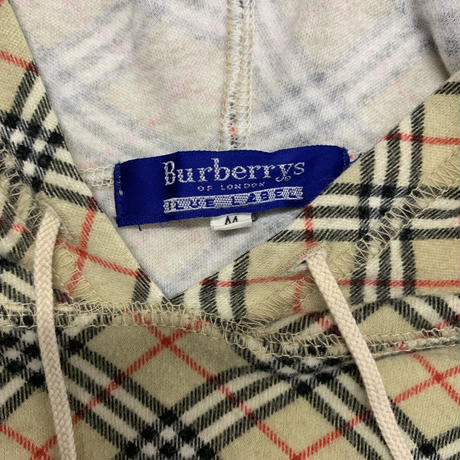 Burberrys
OF LONDON
BLUE LABEL
M